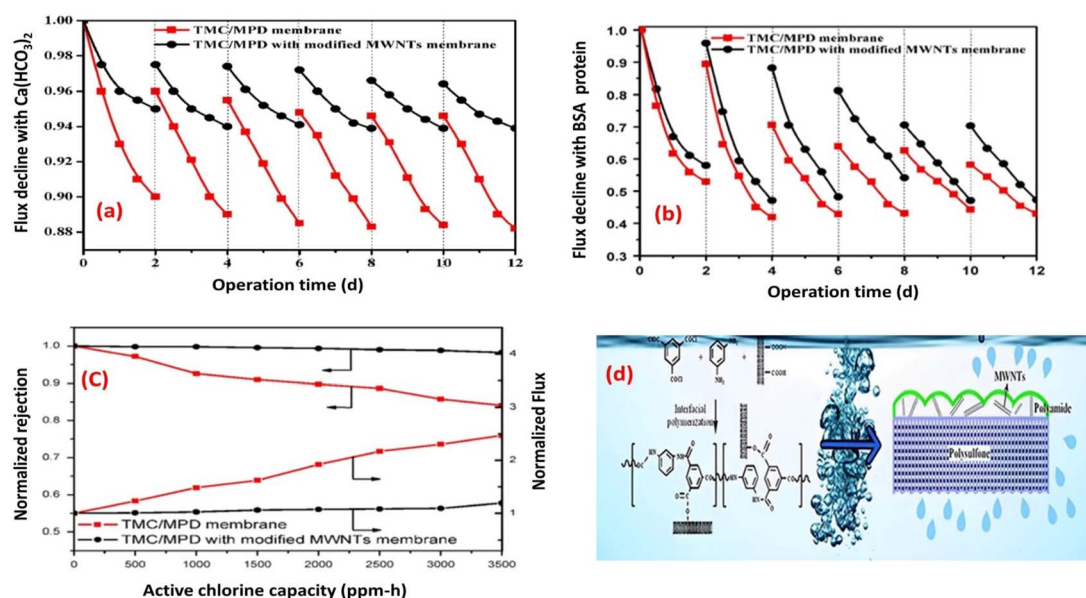 1.00
0.98
0.96
0.94
0.92
0.90
0.88
Flux decline with Ca(HCO3)2
TMC/MPD membrane
TMC/MPD with modified MWNTs membrane
(a)
0 2 4 6 8 10 12
Operation time (d)
1.0
0.9
0.8
0.7
0.6
0.5
0.4
0.3
Flux decline with BSA protein
TMC/MPD membrane
TMC/MPD with modified MWNTs membrane
(b)
0 2 4 6 8 10 12
Operation time (d)
1.0
0.9
0.8
0.7
0.6
0.5
Normalized rejection
(C)
4
3
2
1
Normalized Flux
TMC/MPD membrane
TMC/MPD with modified MWNTs membrane
0 500 1000 1500 2000 2500 3000 3500
Active chlorine capacity (ppm-h)
(d)
COCl
COCl
NH2
NH2
COOH
COOH
+ +
Interfacial
polymerization
MWNTs
Polyamide
Polysulfone